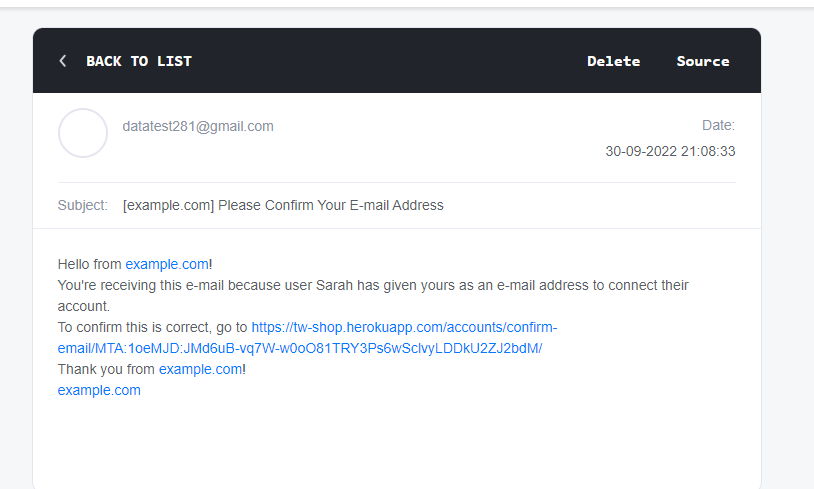 BACK TO LIST
Delete
Source
datatest281@gmail.com
Date:
30-09-2022 21:08:33
Subject: [example.com] Please Confirm Your E-mail Address
Hello from example.com!
You're receiving this e-mail because user Sarah has given yours as an e-mail address to connect their
account.
To confirm this is correct, go to https://tw-shop.herokuapp.com/accounts/confirm-
email/MTA:1oeMJD:JMd6uB-vq7W-w0oO81TRY3Ps6wSclvyLDDkU2ZJ2bdM/
Thank you from example.com!
example.com